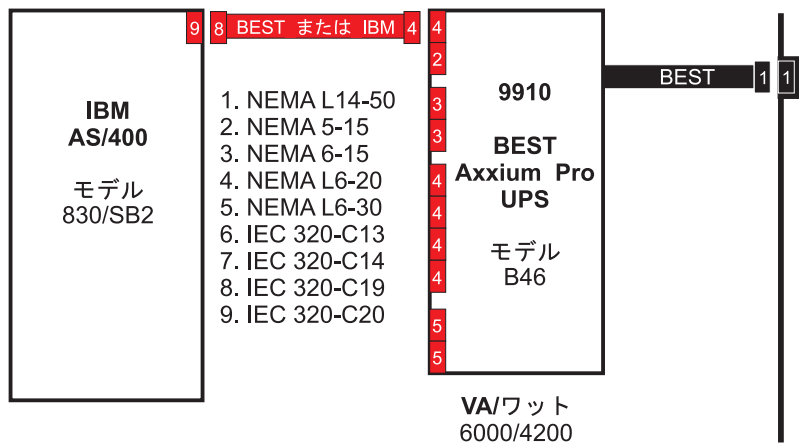 9 8 BEST または IBM 4 4
2
3
3
4
4
4
4
5
5
IBM
AS/400
モデル
830/SB2
1. NEMA L14-50
2. NEMA 5-15
3. NEMA 6-15
4. NEMA L6-20
5. NEMA L6-30
6. IEC 320-C13
7. IEC 320-C14
8. IEC 320-C19
9. IEC 320-C20
9910
BEST
Axxium Pro
UPS
モデル
B46
BEST 1 1
VA/ワット
6000/4200